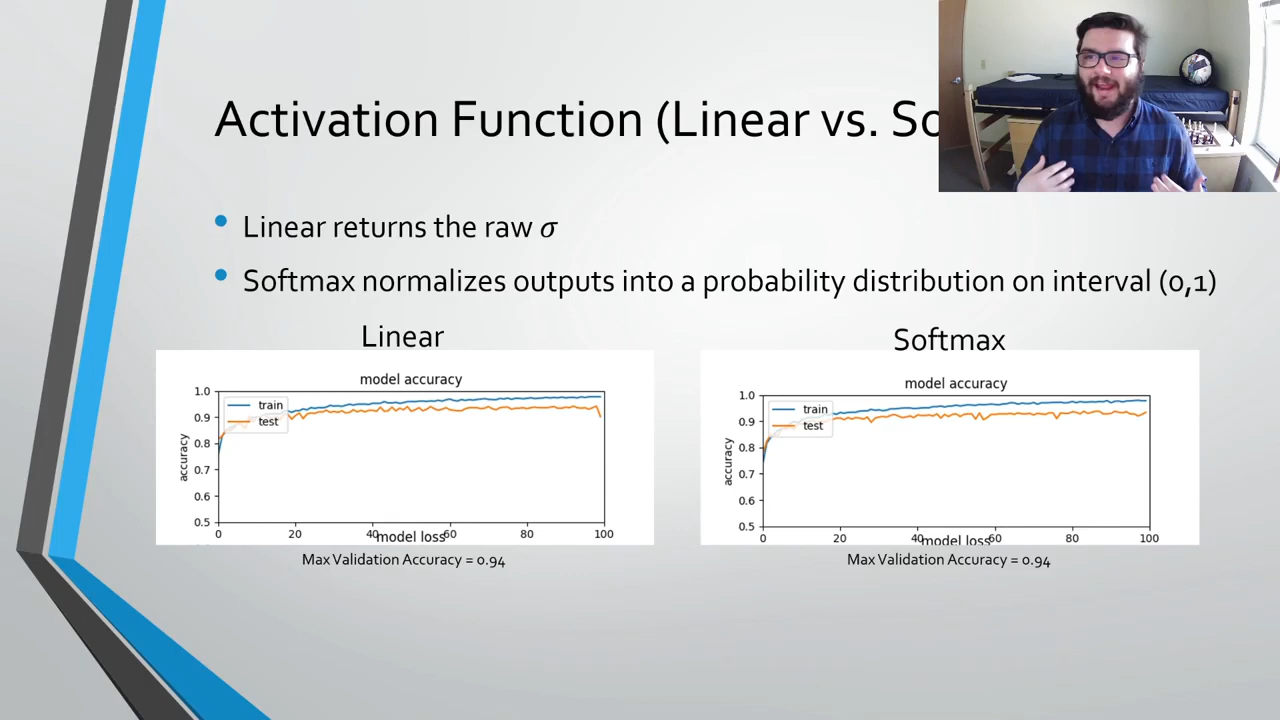 Activation Function (Linear vs. So
Linear returns the raw σ
Softmax normalizes outputs into a probability distribution on interval (0,1)
Linear
Softmax
model accuracy
1.0
0.9
0.8
0.7
0.6
0.5
accuracy
train
test
0 20 40 60 80 100
model loss
Max Validation Accuracy = 0.94
model accuracy
1.0
0.9
0.8
0.7
0.6
0.5
accuracy
train
test
0 20 40 60 80 100
model loss
Max Validation Accuracy = 0.94